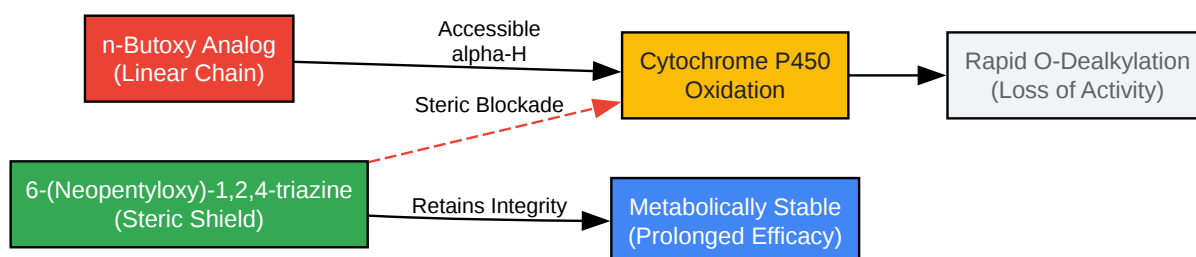 n-Butoxy Analog
(Linear Chain)
Accessible
alpha-H
Cytochrome P450
Oxidation
Rapid O-Dealkylation
(Loss of Activity)
Steric Blockade
6-(Neopentyloxy)-1,2,4-triazine
(Steric Shield)
Retains Integrity
Metabolically Stable
(Prolonged Efficacy)